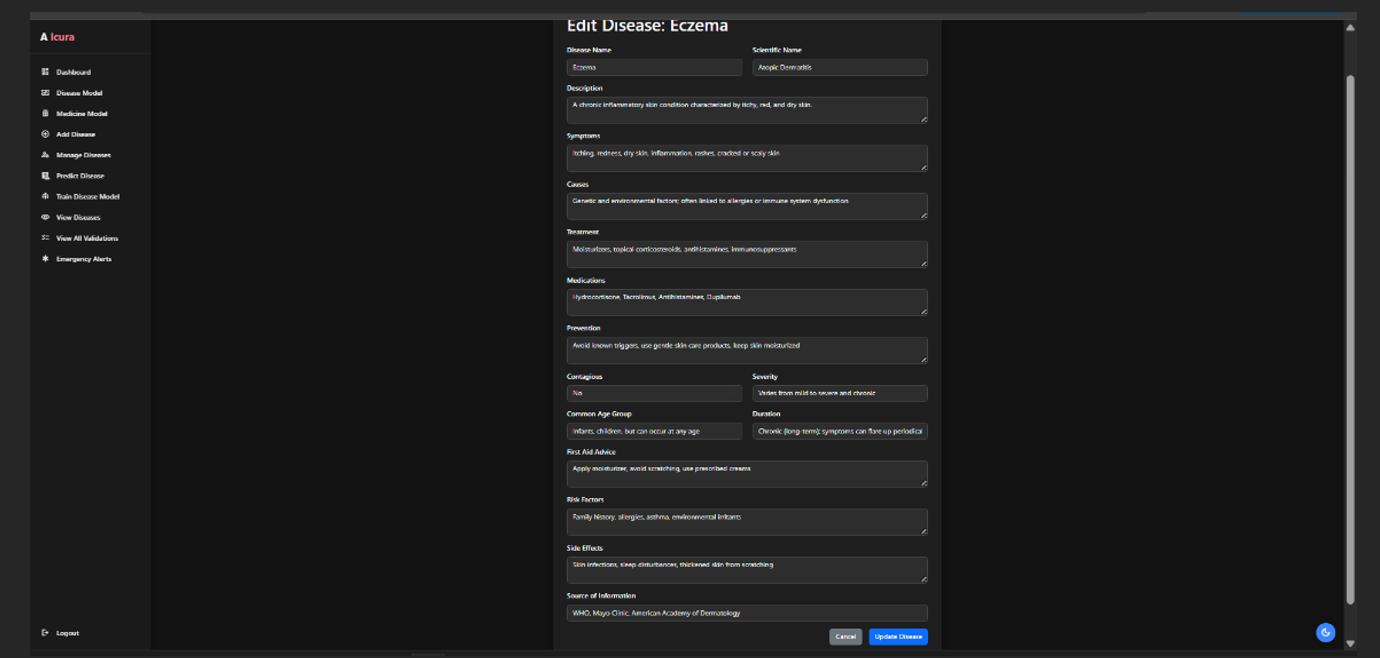 A Icura
Dashboard
Disease Model
Medicine Model
Add Disease
Manage Diseases
Predict Disease
Train Disease Model
View Diseases
View All Validations
Emergency Alerts
Logout
Edit Disease: Eczema
Disease Name
Eczema
Scientific Name
Atopic Dermatitis
Description
A chronic inflammatory skin condition characterized by itchy, red, and dry skin.
Symptoms
Itching, redness, dry skin, inflammation, rashes, cracked or scaly skin
Causes
Genetic and environmental factors; often linked to allergies or immune system dysfunction
Treatment
Moisturizers, topical corticosteroids, antihistamines, immunosuppressants
Medications
Hydrocortisone, Tacrolimus, Antihistamines, Dupilumab
Prevention
Avoid known triggers, use gentle skin care products, keep skin moisturized
Contagious
No
Severity
Varies from mild to severe and chronic
Common Age Group
Infants, children, but can occur at any age
Duration
Chronic (long-term); symptoms can flare up periodical
First Aid Advice
Apply moisturizer, avoid scratching, use prescribed creams
Risk Factors
Family history, allergies, asthma, environmental irritants
Side Effects
Skin infections, sleep disturbances, thickened skin from scratching
Source of Information
WHO, Mayo Clinic, American Academy of Dermatology
Cancel
Update Disease